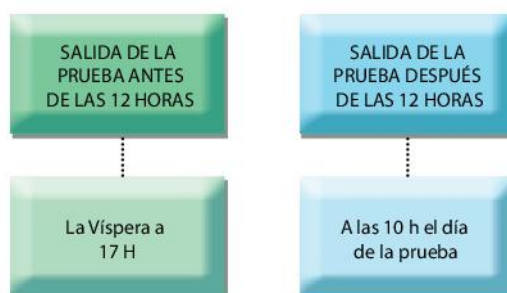 SALIDA DE LA
PRUEBA ANTES
DE LAS 12 HORAS
La Víspera a
17 H
SALIDA DE LA
PRUEBA DESPUÉS
DE LAS 12 HORAS
A las 10 h el día
de la prueba